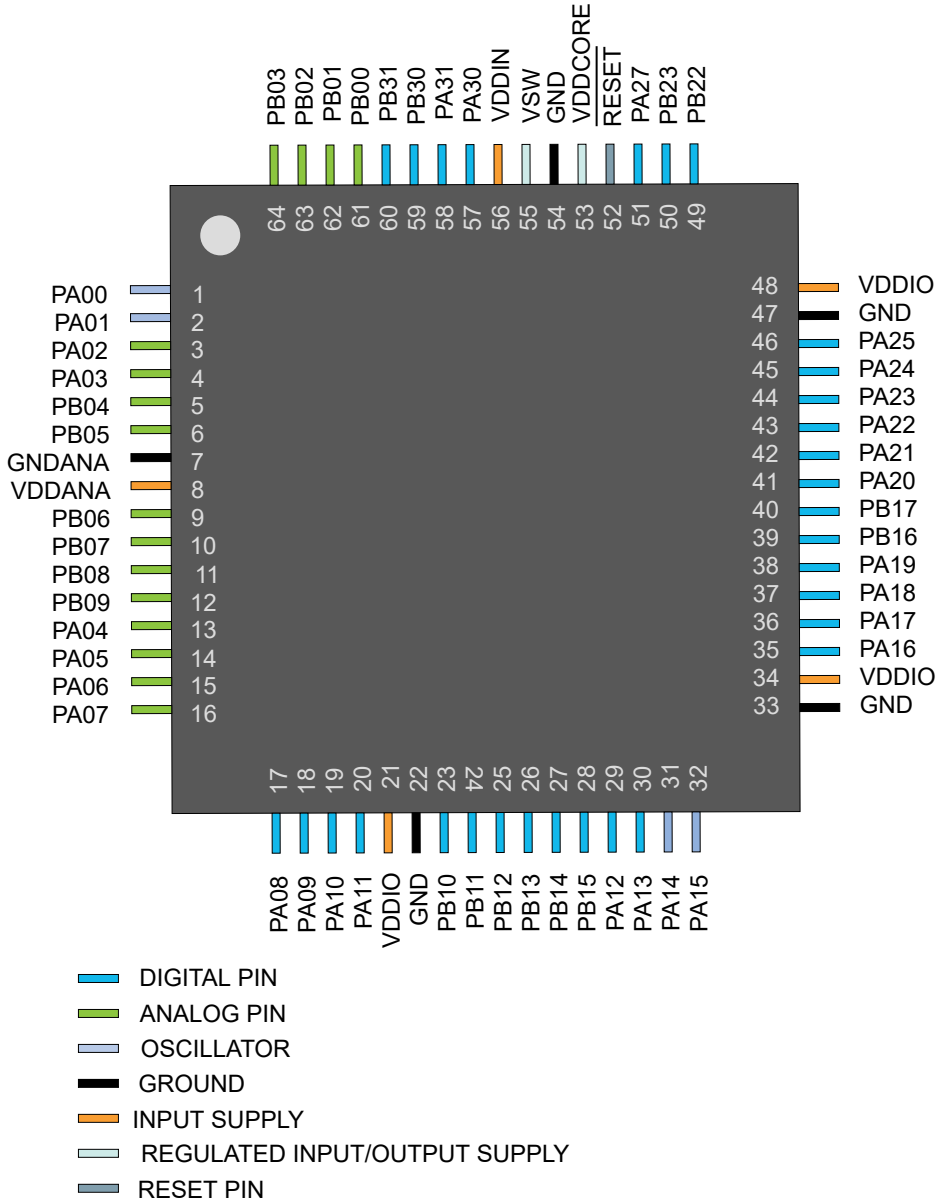 PB03 PB02 PB01 PB00 PB31 PB30 PA31 PA30 VDDIN VSW GND VDDCORE RESET PA27 PB23 PB22
64 63 62 61 60 59 58 57 56 55 54 53 52 51 50 49
PA00 1
PA01 2
PA02 3
PA03 4
PB04 5
PB05 6
GNDANA 7
VDDANA 8
PB06 9
PB07 10
PB08 11
PB09 12
PA04 13
PA05 14
PA06 15
PA07 16
48 VDDIO
47 GND
46 PA25
45 PA24
44 PA23
43 PA22
42 PA21
41 PA20
40 PB17
39 PB16
38 PA19
37 PA18
36 PA17
35 PA16
34 VDDIO
33 GND
17 18 19 20 21 22 23 24 25 26 27 28 29 30 31 32
PA08 PA09 PA10 PA11 VDDIO GND PB10 PB11 PB12 PB13 PB14 PB15 PA12 PA13 PA14 PA15
DIGITAL PIN
ANALOG PIN
OSCILLATOR
GROUND
INPUT SUPPLY
REGULATED INPUT/OUTPUT SUPPLY
RESET PIN